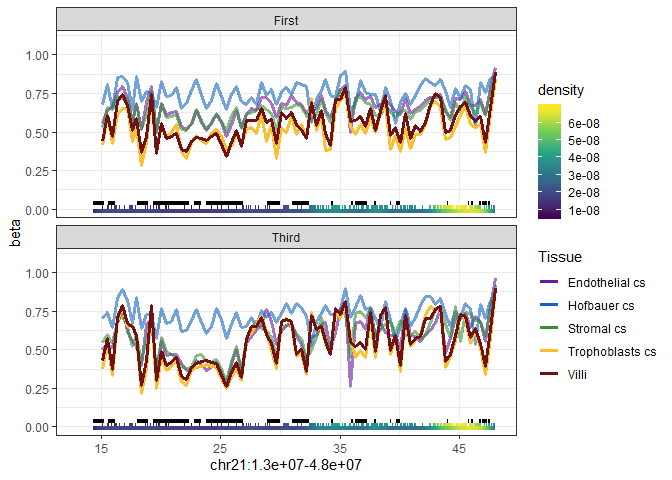 First
1.00
0.75
0.50
0.25
0.00
beta
Third
1.00
0.75
0.50
0.25
0.00
15
25
35
45
chr21:1.3e+07-4.8e+07
density
6e-08
5e-08
4e-08
3e-08
2e-08
1e-08
Tissue
Endothelial cs
Hofbauer cs
Stromal cs
Trophoblasts cs
Villi